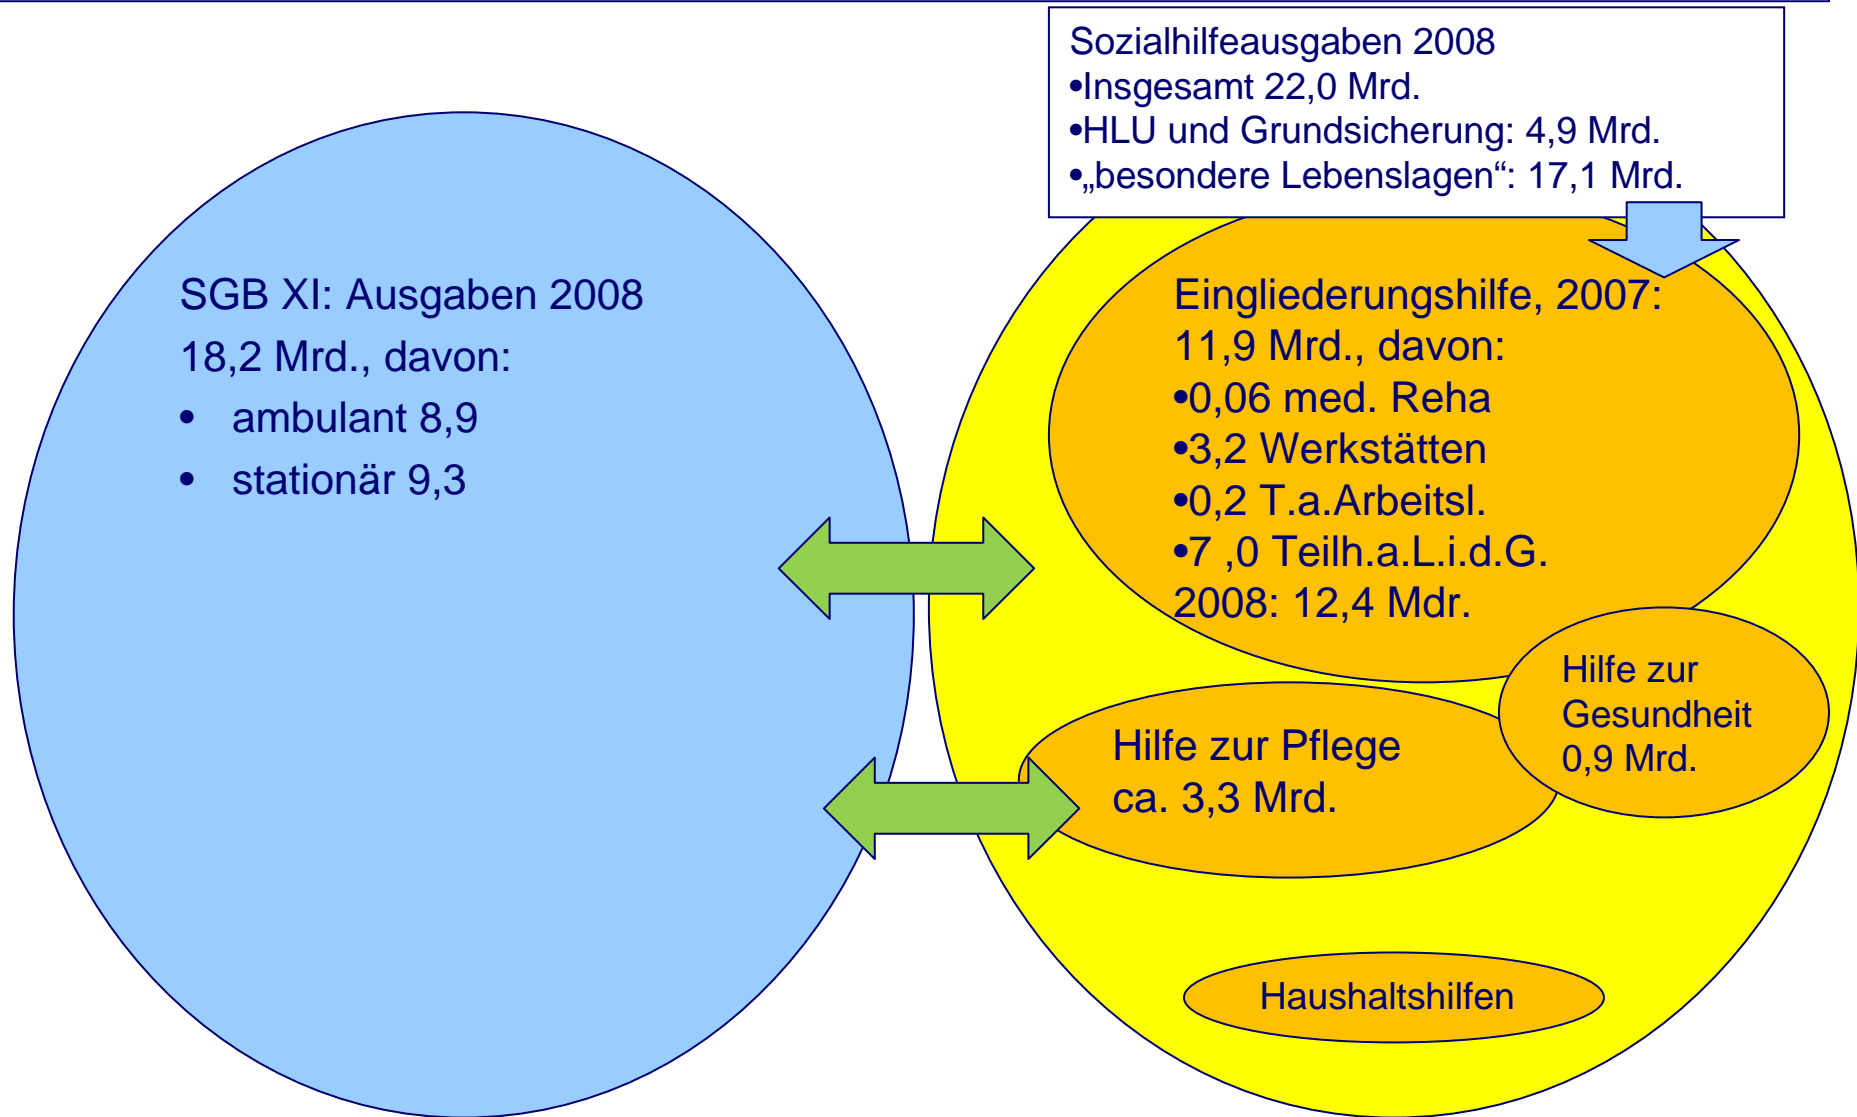 Sozialhilfeausgaben 2008
•Insgesamt 22,0 Mrd.
•HLU und Grundsicherung: 4,9 Mrd.
•„besondere Lebenslagen“: 17,1 Mrd.
SGB XI: Ausgaben 2008
18,2 Mrd., davon:
• ambulant 8,9
• stationär 9,3
Eingliederungshilfe, 2007:
11,9 Mrd., davon:
•0,06 med. Reha
•3,2 Werkstätten
•0,2 T.a.Arbeitsl.
•7 ,0 Teilh.a.L.i.d.G.
2008: 12,4 Mdr.
Hilfe zur
Gesundheit
0,9 Mrd.
Hilfe zur Pflege
ca. 3,3 Mrd.
Haushaltshilfen